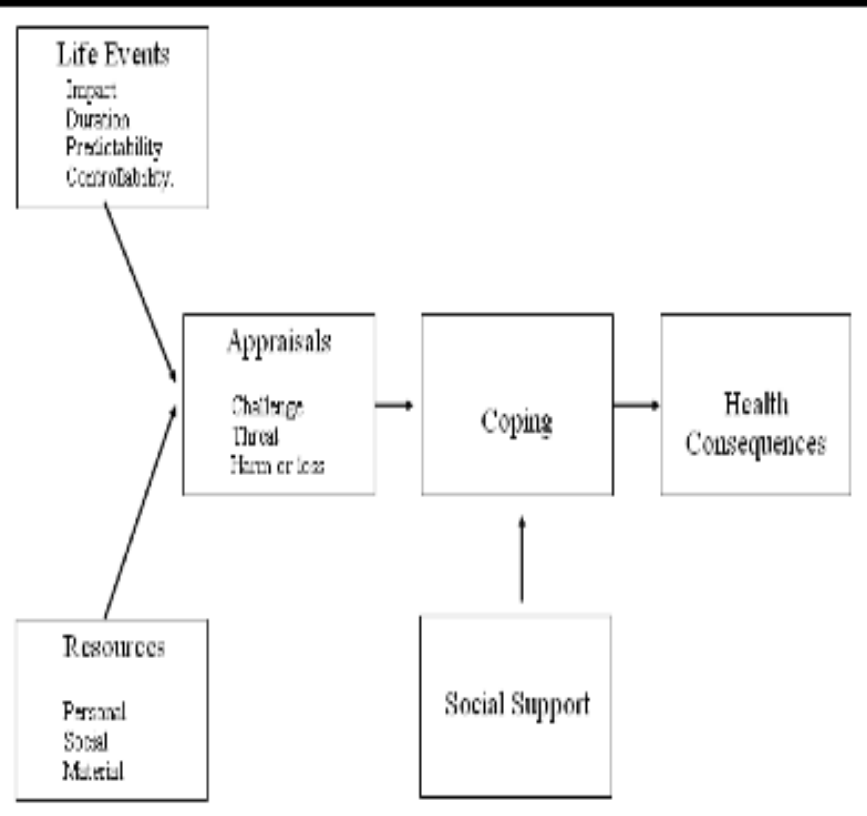 Life Events
Impact
Duration
Predictability
Controllability.
Appraisals
Challenge
Threat
Harm or loss
Coping
Health
Consequences
Resources
Personal
Social
Material
Social Support